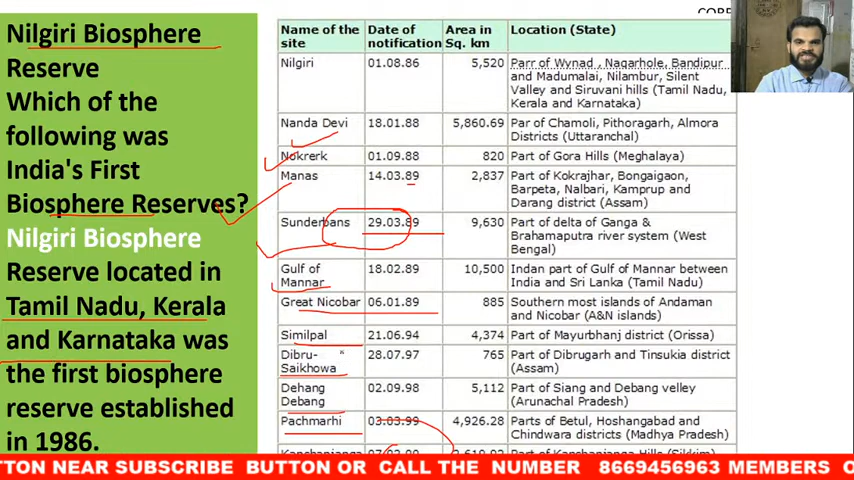 Nilgiri Biosphere
Reserve
Which of the
following was
India's First
Biosphere Reserves?
Nilgiri Biosphere
Reserve located in
Tamil Nadu, Kerala
and Karnataka was
the first biosphere
reserve established
in 1986.
Name of the site Date of notification Area in Sq. km Location (State)
Nilgiri 01.08.86 5,520 Parr of Wynad, Nagarhole, Bandipur
and Madumalai, Nilambur, Silent
Valley and Siruvani hills (Tamil Nadu,
Kerala and Karnataka)
Nanda Devi 18.01.88 5,860.69 Par of Chamoli, Pithoragarh, Almora
Districts (Uttaranchal)
Nokrerk 01.09.88 820 Part of Gora Hills (Meghalaya)
Manas 14.03.89 2,837 Part of Kokrajhar, Bongaigaon,
Barpeta, Nalbari, Kamprup and
Darang district (Assam)
Sunderbans 29.03.89 9,630 Part of delta of Ganga &
Brahamaputra river system (West
Bengal)
Gulf of Mannar 18.02.89 10,500 Indan part of Gulf of Mannar between
India and Sri Lanka (Tamil Nadu)
Great Nicobar 06.01.89 885 Southern most islands of Andaman
and Nicobar (A&N islands)
Similpal 21.06.94 4,374 Part of Mayurbhanj district (Orissa)
Dibru-Saikhowa 28.07.97 765 Part of Dibrugarh and Tinsukia district
(Assam)
Dehang Debang 02.09.98 5,112 Part of Siang and Debang velley
(Arunachal Pradesh)
Pachmarhi 03.03.99 4,926.28 Parts of Betul, Hoshangabad and
Chindwara districts (Madhya Pradesh)
TTON NEAR SUBSCRIBE BUTTON OR CALL THE NUMBER 8669456963 MEMBERS O